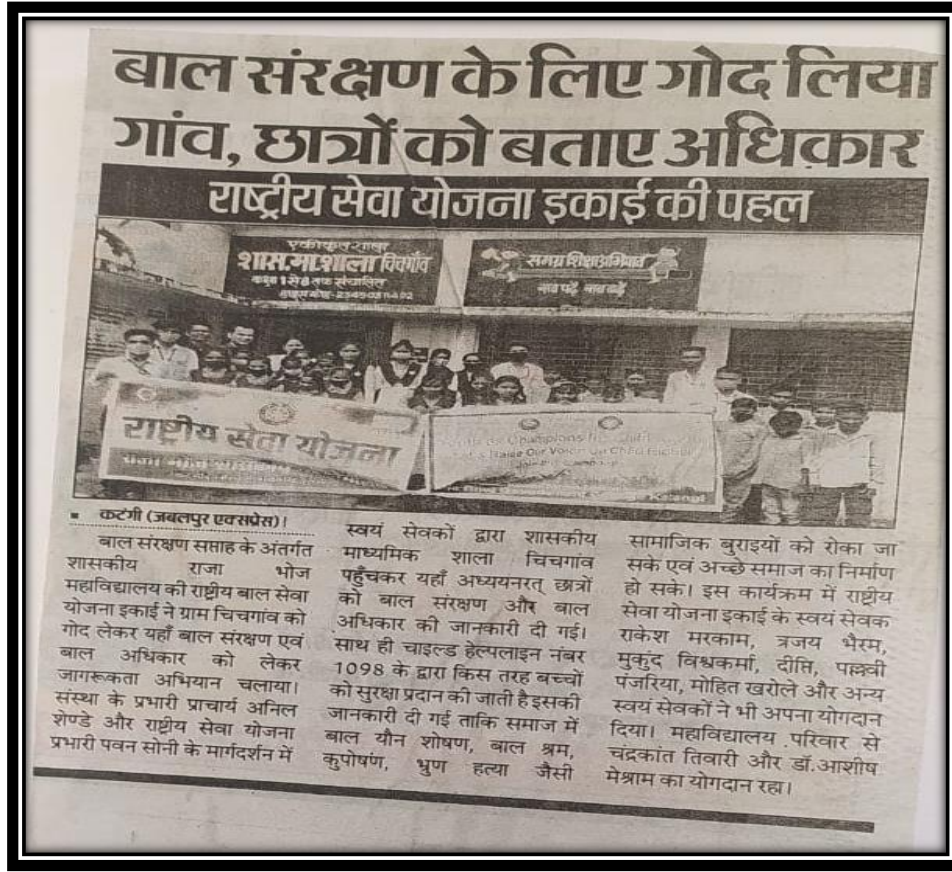 बाल संरक्षण के लिए गोद लिया
गांव, छात्रों को बताए अधिकार
राष्ट्रीय सेवा योजना इकाई की पहल
एकीकृत शाला
शास.मा.शाला चिचगाँव
कक्षा 1 से 8 तक संचालित
समग्र शिक्षा अभियान
राष्ट्रीय सेवा योजना
कटंगी (जबलपुर एक्सप्रेस)।
बाल संरक्षण सप्ताह के अंतर्गत
शासकीय राजा भोज
महाविद्यालय की राष्ट्रीय बाल सेवा
योजना इकाई ने ग्राम चिचगांव को
गोद लेकर यहाँ बाल संरक्षण एवं
बाल अधिकार को लेकर
जागरूकता अभियान चलाया।
संस्था के प्रभारी प्राचार्य अनिल
शेण्डे और राष्ट्रीय सेवा योजना
प्रभारी पवन सोनी के मार्गदर्शन में
स्वयं सेवकों द्वारा शासकीय
माध्यमिक शाला चिचगांव
पहुँचकर यहाँ अध्ययनरत् छात्रों
को बाल संरक्षण और बाल
अधिकार की जानकारी दी गई।
साथ ही चाइल्ड हेल्पलाइन नंबर
1098 के द्वारा किस तरह बच्चों
को सुरक्षा प्रदान की जाती है इसकी
जानकारी दी गई ताकि समाज में
बाल यौन शोषण, बाल श्रम,
कुपोषण, भ्रुण हत्या जैसी
सामाजिक बुराइयों को रोका जा
सके एवं अच्छे समाज का निर्माण
हो सके। इस कार्यक्रम में राष्ट्रीय
सेवा योजना इकाई के स्वयं सेवक
राकेश मरकाम, त्रजय भैरम,
मुकुंद विश्वकर्मा, दीप्ति, पल्लवी
पंजरिया, मोहित खरोले और अन्य
स्वयं सेवकों ने भी अपना योगदान
दिया। महाविद्यालय परिवार से
चंद्रकांत तिवारी और डॉ.आशीष
मेश्राम का योगदान रहा।